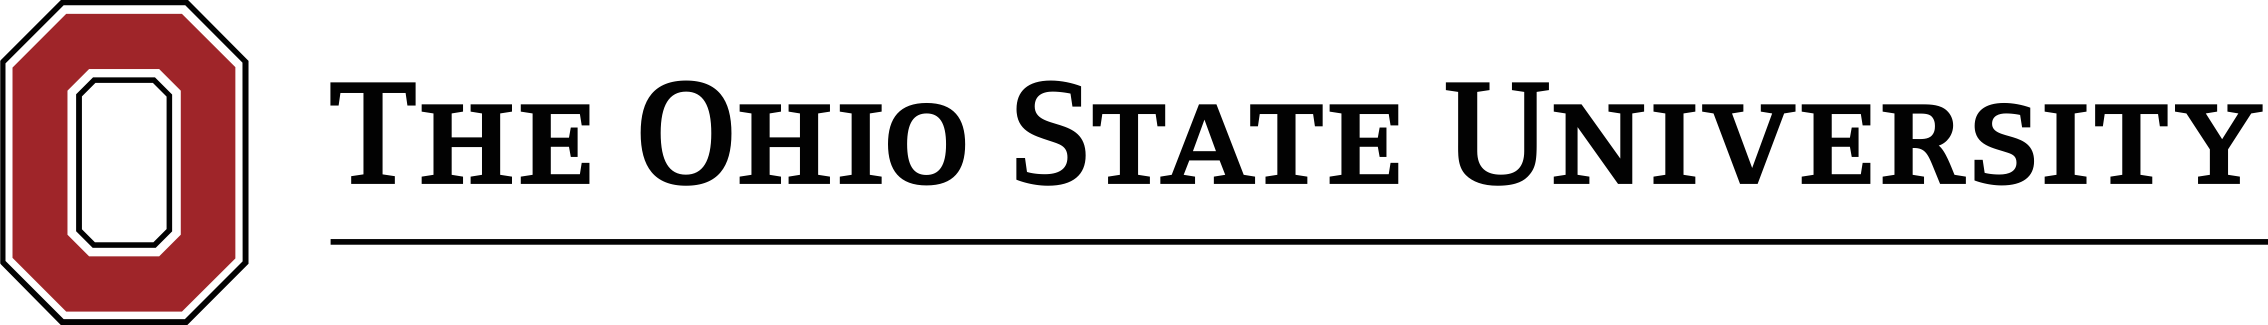 O THE OHIO STATE UNIVERSITY